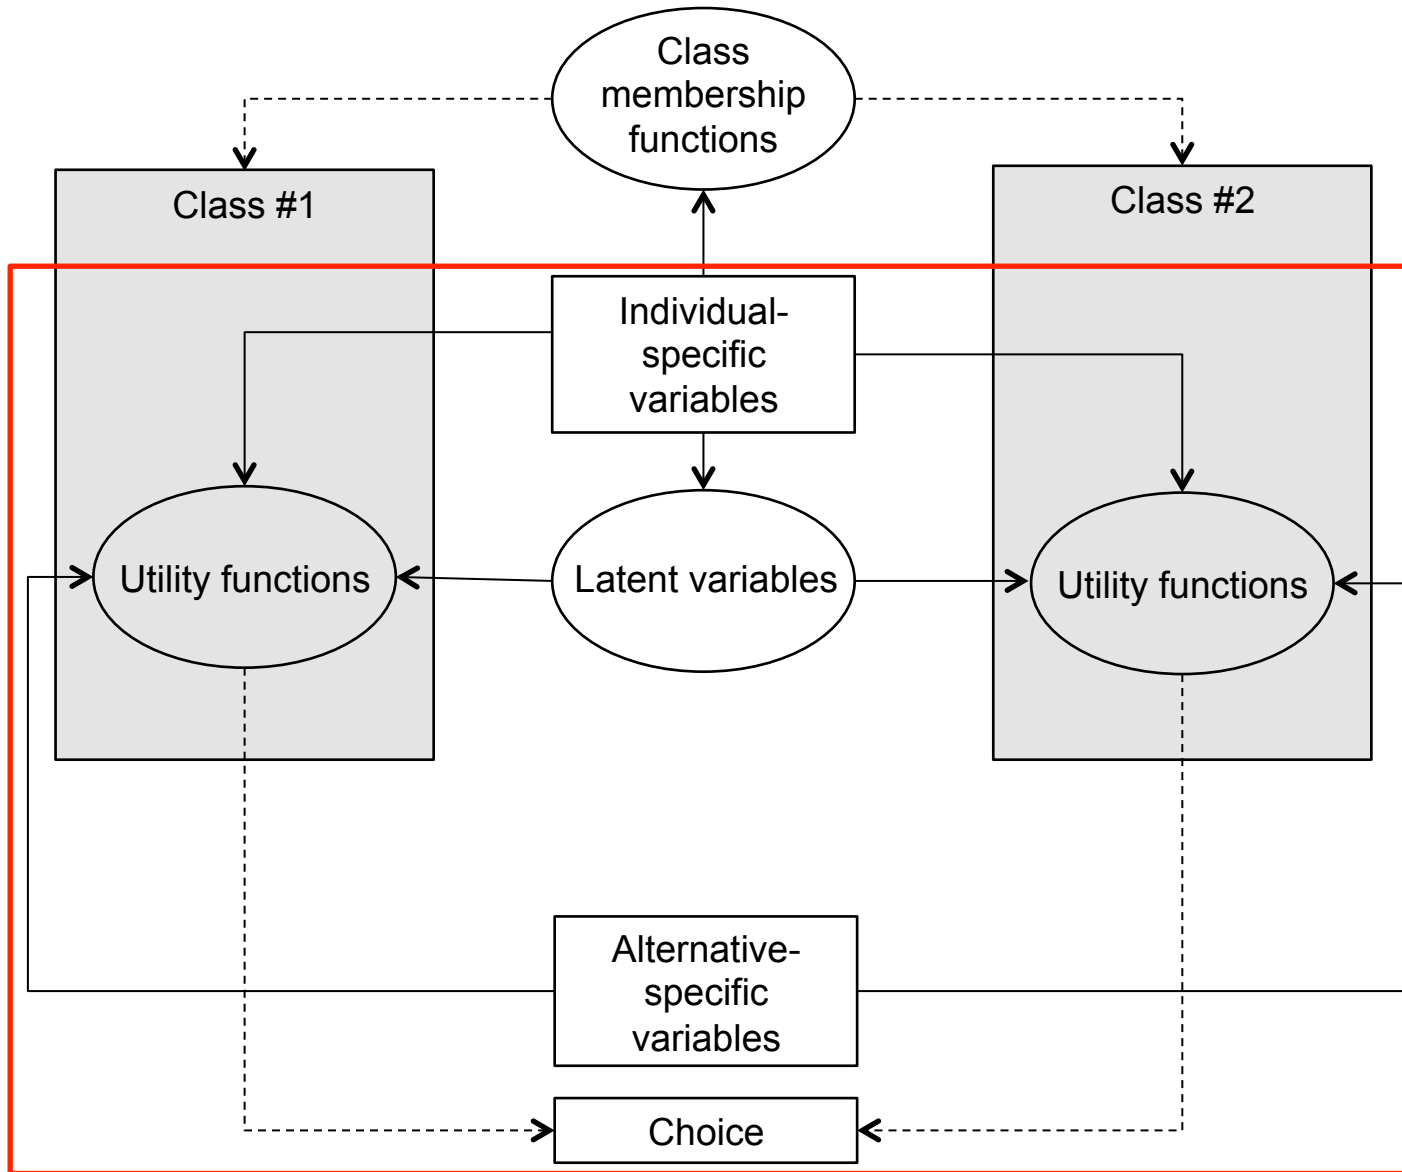 Class
membership
functions
Class #1
Class #2
Individual-
specific
variables
Utility functions
Latent variables
Utility functions
Alternative-
specific
variables
Choice